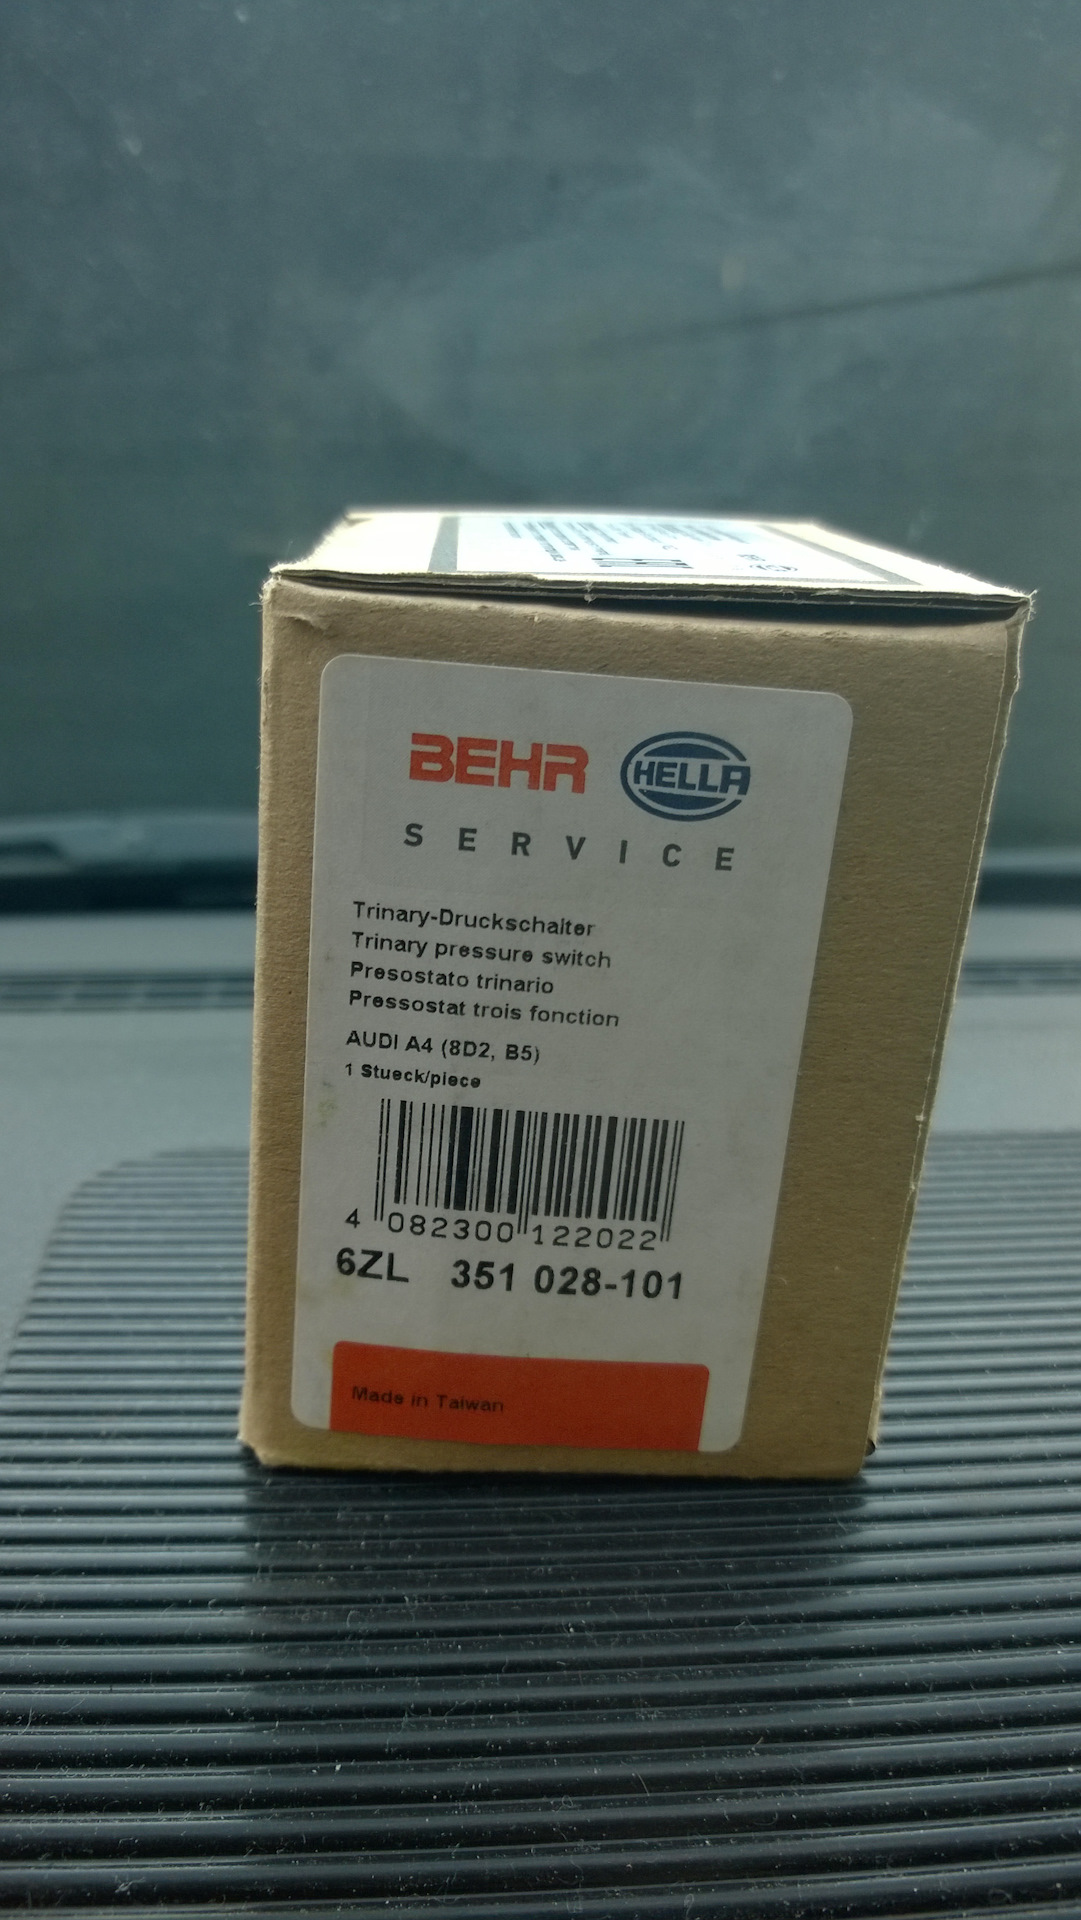 BEHR HELLA
SERVICE
Trinary-Druckschalter
Trinary pressure switch
Presostato trinario
Pressostat trois fonction
AUDI A4 (8D2, B5)
1 Stueck/piece
4 082300 122022
6ZL 351 028-101
Made in Taiwan